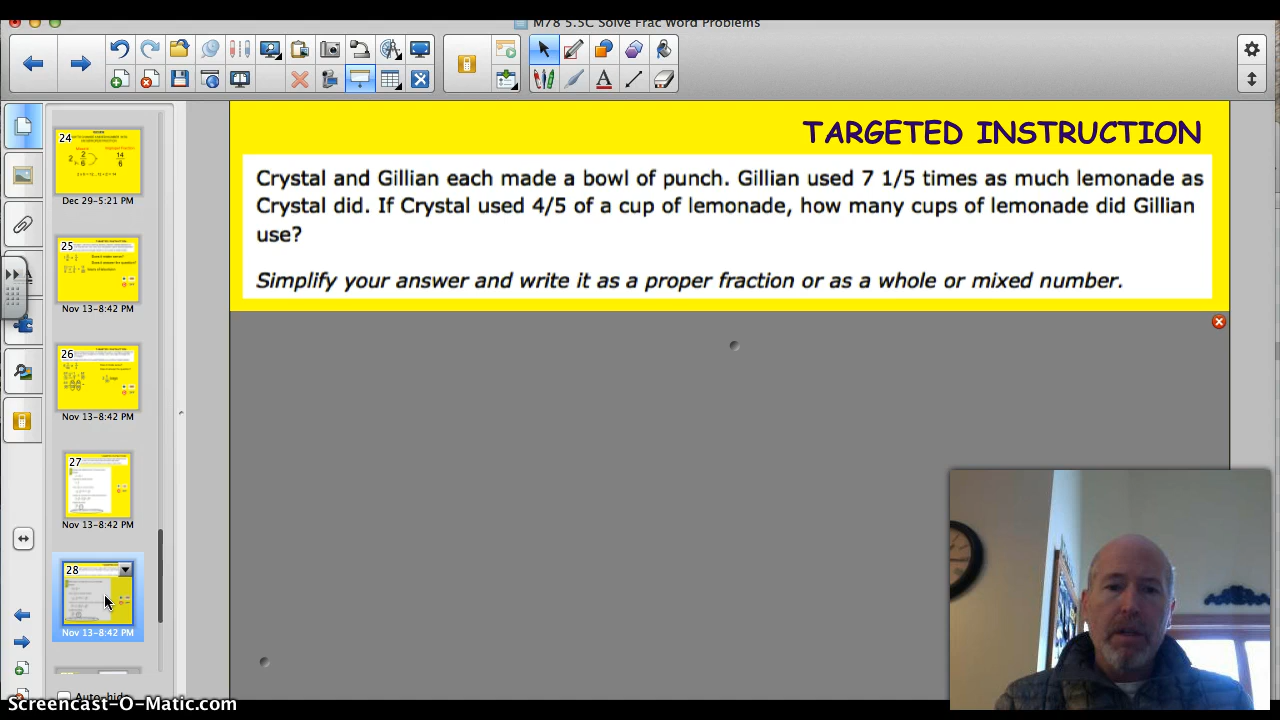 M78 5.5C Solve Frac Word Problems
TARGETED INSTRUCTION
Crystal and Gillian each made a bowl of punch. Gillian used 7 1/5 times as much lemonade as
Crystal did. If Crystal used 4/5 of a cup of lemonade, how many cups of lemonade did Gillian
use?
Simplify your answer and write it as a proper fraction or as a whole or mixed number.
24
Dec 29-5:21 PM
25
Nov 13-8:42 PM
26
Nov 13-8:42 PM
27
Nov 13-8:42 PM
28
Nov 13-8:42 PM
Auto-hide
Screencast-O-Matic.com